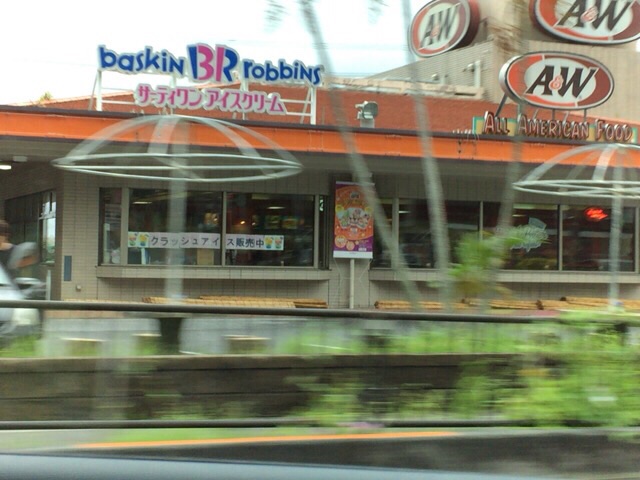 baskin BR robbins
サーティワン アイスクリーム
A&W
A&W
A&W
ALL AMERICAN FOOD
クラッシュアイス販売中